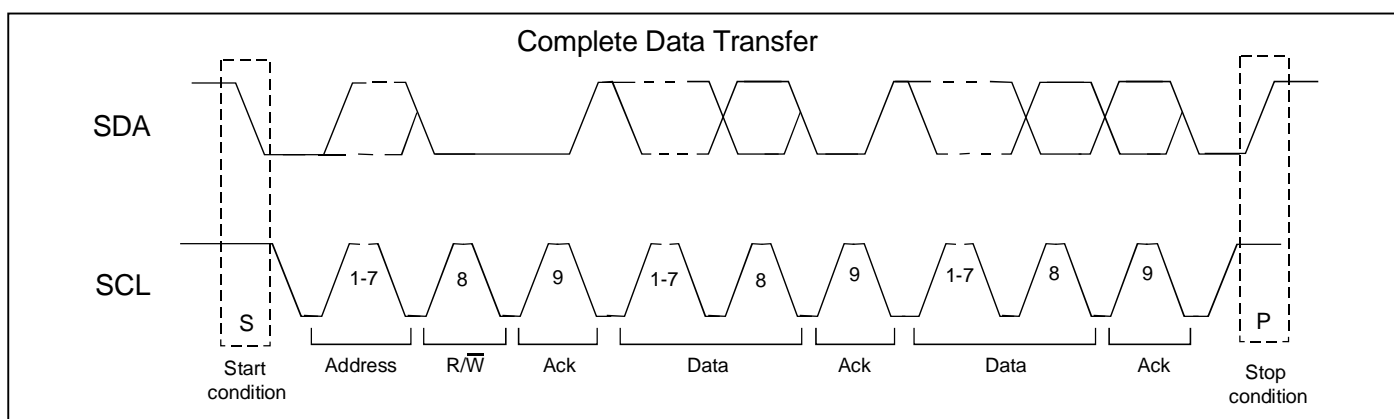 Complete Data Transfer
SDA
SCL
1-7
8
9
1-7
8
9
1-7
8
9
S
P
Start
condition
Address
R/W̅
Ack
Data
Ack
Data
Ack
Stop
condition